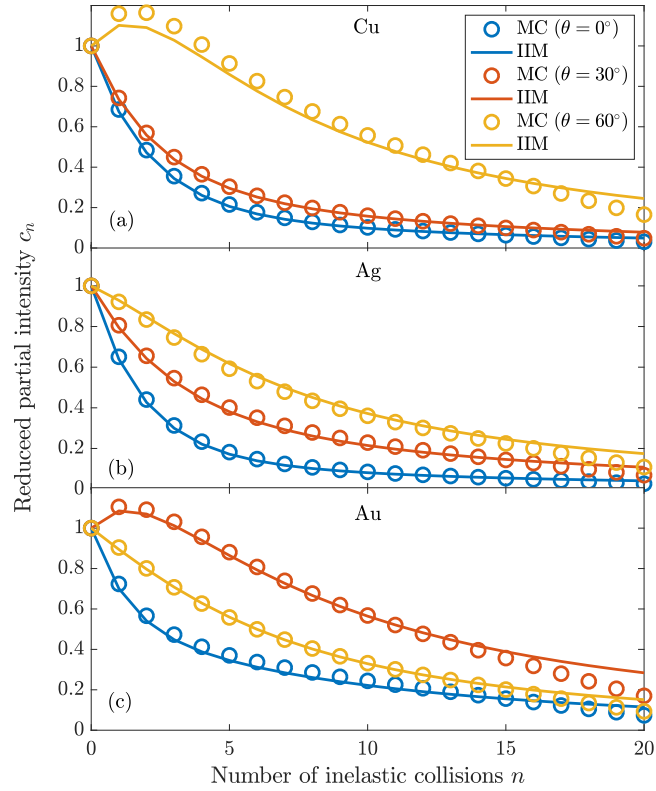 Cu
MC (θ = 0°)
IIM
MC (θ = 30°)
IIM
MC (θ = 60°)
IIM
1
0.8
0.6
0.4
0.2
0
(a)
Ag
1
0.8
0.6
0.4
0.2
0
(b)
Au
1
0.8
0.6
0.4
0.2
0
(c)
0 5 10 15 20
Number of inelastic collisions n
Reduceed partial intensity cₙ